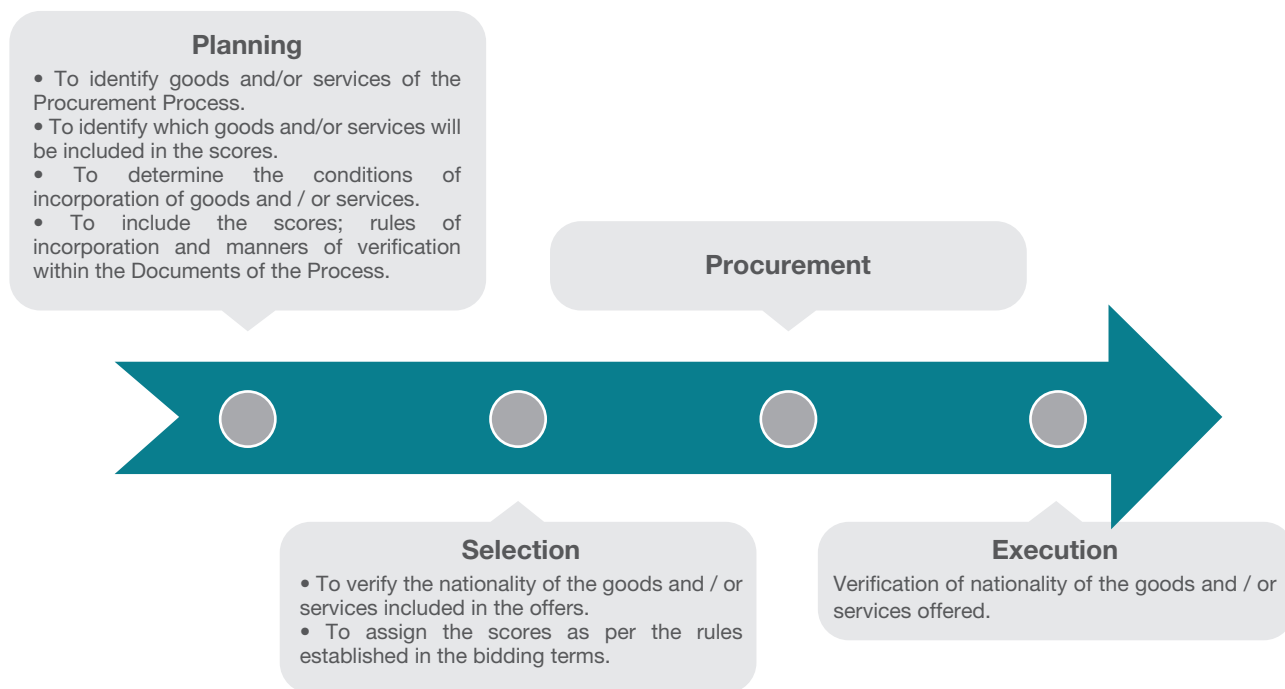 Planning
• To identify goods and/or services of the
Procurement Process.
• To identify which goods and/or services will
be included in the scores.
• To determine the conditions of
incorporation of goods and / or services.
• To include the scores; rules of
incorporation and manners of verification
within the Documents of the Process.
Procurement
Selection
• To verify the nationality of the goods and / or
services included in the offers.
• To assign the scores as per the rules
established in the bidding terms.
Execution
Verification of nationality of the goods and / or
services offered.